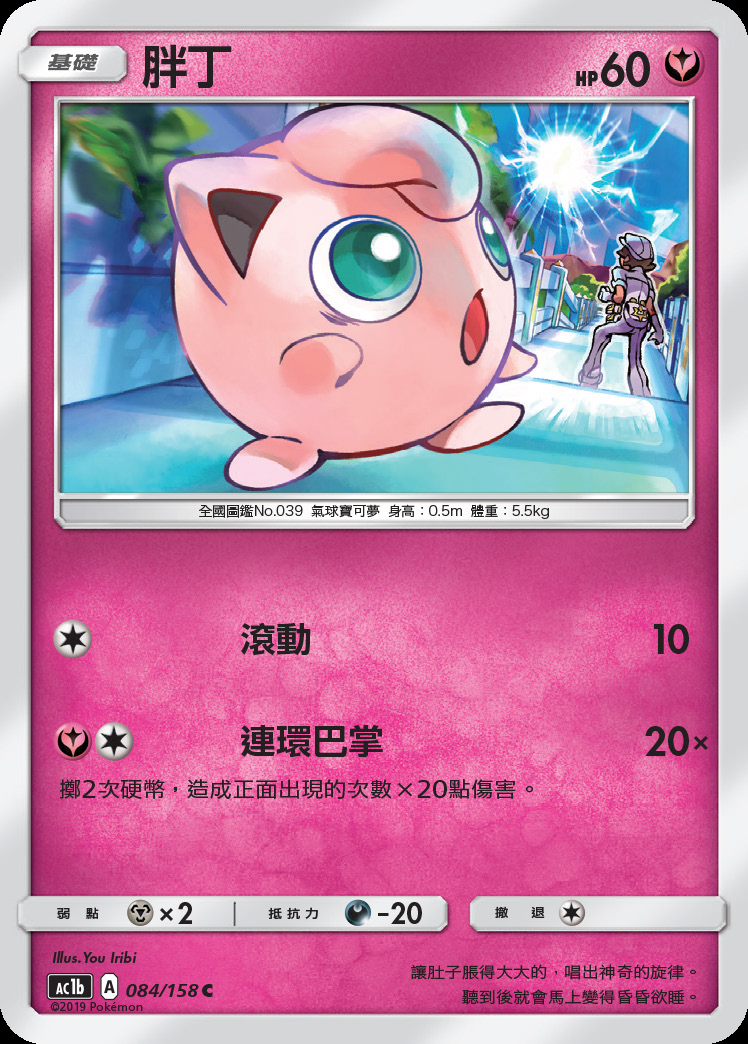 基礎 胖丁 HP60
全國圖鑑No.039 氣球寶可夢 身高：0.5m 體重：5.5kg
滾動 10
連環巴掌 20×
擲2次硬幣，造成正面出現的次數×20點傷害。
弱點 ×2 抵抗力 -20 撤退
Illus. You Iribi
AC1b A 084/158 C
©2019 Pokémon
讓肚子脹得大大的，唱出神奇的旋律。
聽到後就會馬上變得昏昏欲睡。